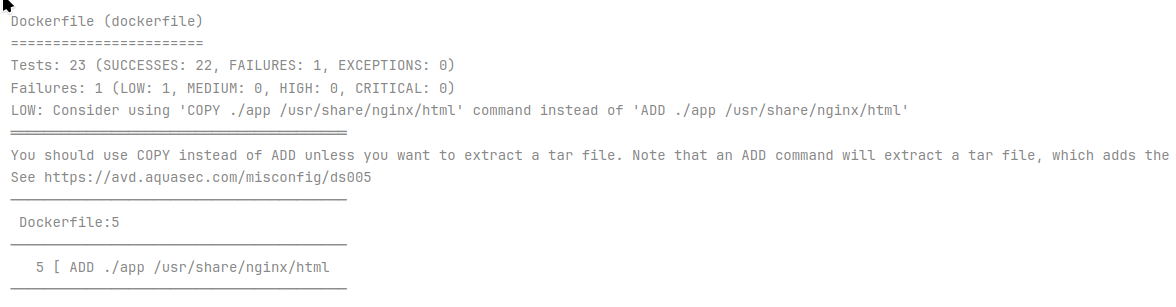 Dockerfile (dockerfile)
=======================
Tests: 23 (SUCCESSES: 22, FAILURES: 1, EXCEPTIONS: 0)
Failures: 1 (LOW: 1, MEDIUM: 0, HIGH: 0, CRITICAL: 0)
LOW: Consider using 'COPY ./app /usr/share/nginx/html' command instead of 'ADD ./app /usr/share/nginx/html'
════════════════════════════════════════
You should use COPY instead of ADD unless you want to extract a tar file. Note that an ADD command will extract a tar file, which adds the
See https://avd.aquasec.com/misconfig/ds005
────────────────────────────────────────
 Dockerfile:5
────────────────────────────────────────
   5 [ ADD ./app /usr/share/nginx/html
────────────────────────────────────────